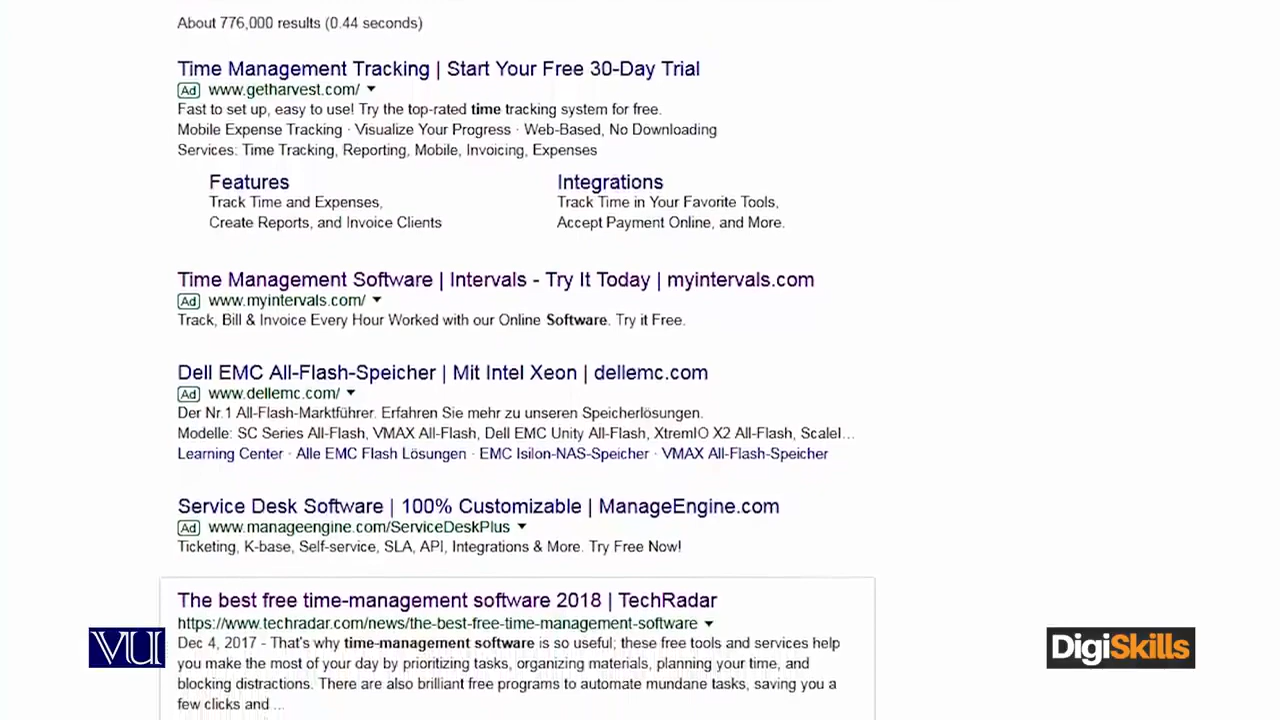 About 776,000 results (0.44 seconds)
Time Management Tracking | Start Your Free 30-Day Trial
Ad www.getharvest.com/
Fast to set up, easy to use! Try the top-rated time tracking system for free.
Mobile Expense Tracking · Visualize Your Progress · Web-Based, No Downloading
Services: Time Tracking, Reporting, Mobile, Invoicing, Expenses
Features
Track Time and Expenses,
Create Reports, and Invoice Clients
Integrations
Track Time in Your Favorite Tools,
Accept Payment Online, and More.
Time Management Software | Intervals - Try It Today | myintervals.com
Ad www.myintervals.com/
Track, Bill & Invoice Every Hour Worked with our Online Software. Try it Free.
Dell EMC All-Flash-Speicher | Mit Intel Xeon | dellemc.com
Ad www.dellemc.com/
Der Nr.1 All-Flash-Marktführer. Erfahren Sie mehr zu unseren Speicherlösungen.
Modelle: SC Series All-Flash, VMAX All-Flash, Dell EMC Unity All-Flash, XtremIO X2 All-Flash, ScaleI...
Learning Center · Alle EMC Flash Lösungen · EMC Isilon-NAS-Speicher · VMAX All-Flash-Speicher
Service Desk Software | 100% Customizable | ManageEngine.com
Ad www.manageengine.com/ServiceDeskPlus
Ticketing, K-base, Self-service, SLA, API, Integrations & More. Try Free Now!
The best free time-management software 2018 | TechRadar
https://www.techradar.com/news/the-best-free-time-management-software
Dec 4, 2017 - That's why time-management software is so useful; these free tools and services help
you make the most of your day by prioritizing tasks, organizing materials, planning your time, and
blocking distractions. There are also brilliant free programs to automate mundane tasks, saving you a
few clicks and ...
VU
DigiSkills